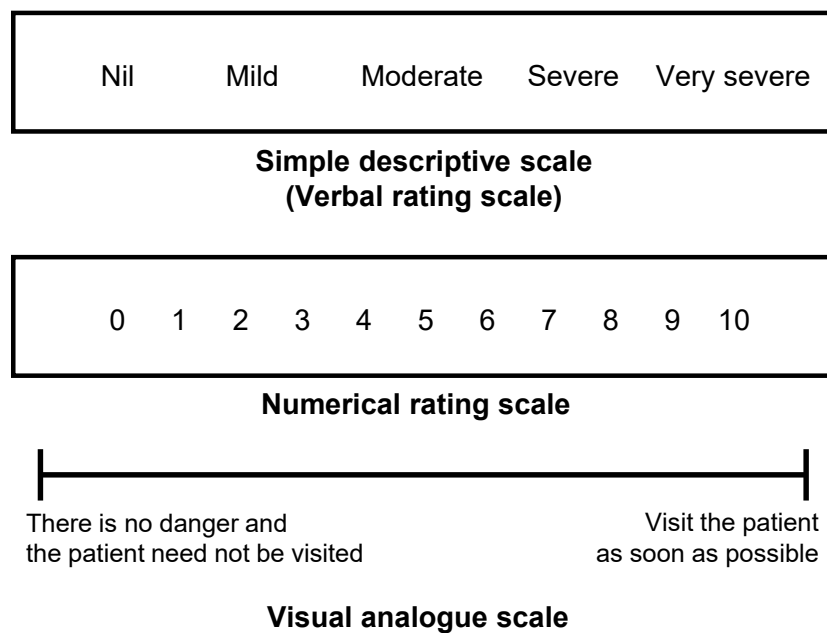 Nil Mild Moderate Severe Very severe
Simple descriptive scale
(Verbal rating scale)
0 1 2 3 4 5 6 7 8 9 10
Numerical rating scale
There is no danger and
the patient need not be visited
Visit the patient
as soon as possible
Visual analogue scale